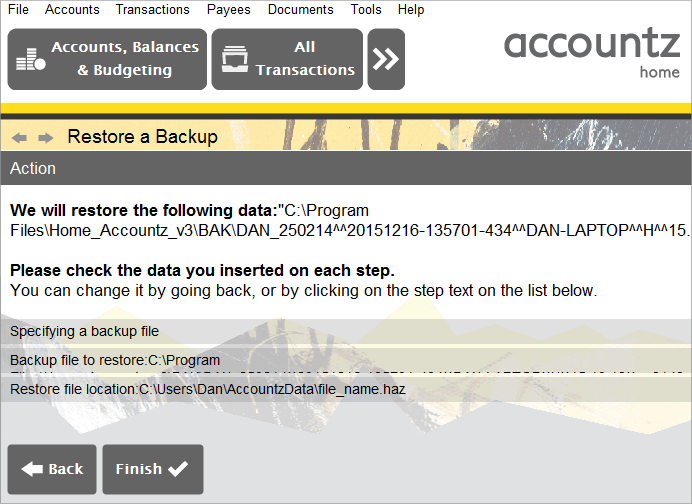 File Accounts Transactions Payees Documents Tools Help
Accounts, Balances
& Budgeting
All
Transactions
accountz
home
Restore a Backup
Action
We will restore the following data:"C:\Program
Files\Home_Accountz_v3\BAK\DAN_250214^^20151216-135701-434^^DAN-LAPTOP^^H^^15.
Please check the data you inserted on each step.
You can change it by going back, or by clicking on the step text on the list below.
Specifying a backup file
Backup file to restore:C:\Program
Restore file location:C:\Users\Dan\AccountzData\file_name.haz
Back
Finish